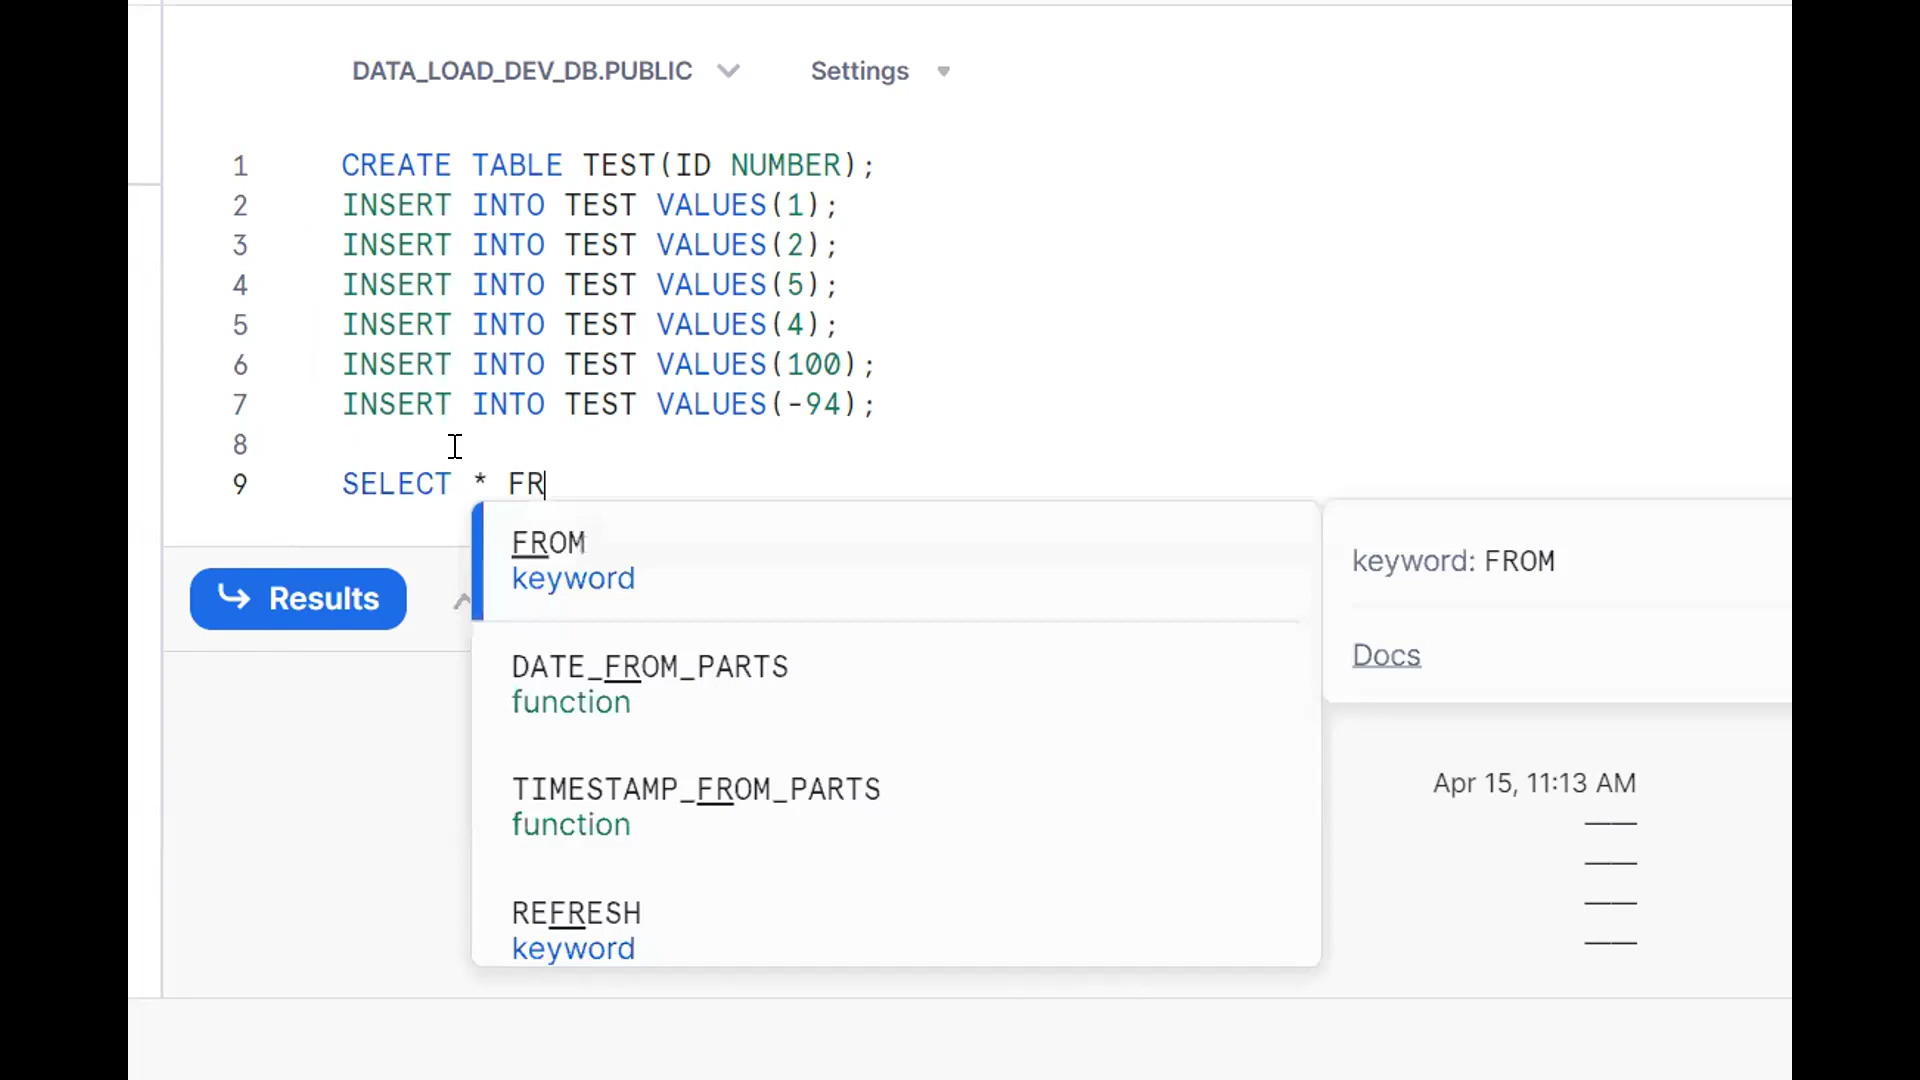 DATA_LOAD_DEV_DB.PUBLIC Settings
1 CREATE TABLE TEST(ID NUMBER);
2 INSERT INTO TEST VALUES(1);
3 INSERT INTO TEST VALUES(2);
4 INSERT INTO TEST VALUES(5);
5 INSERT INTO TEST VALUES(4);
6 INSERT INTO TEST VALUES(100);
7 INSERT INTO TEST VALUES(-94);
8
9 SELECT * FR
FROM
keyword
keyword: FROM
Results
Docs
DATE_FROM_PARTS
function
TIMESTAMP_FROM_PARTS
function
Apr 15, 11:13 AM
REFRESH
keyword